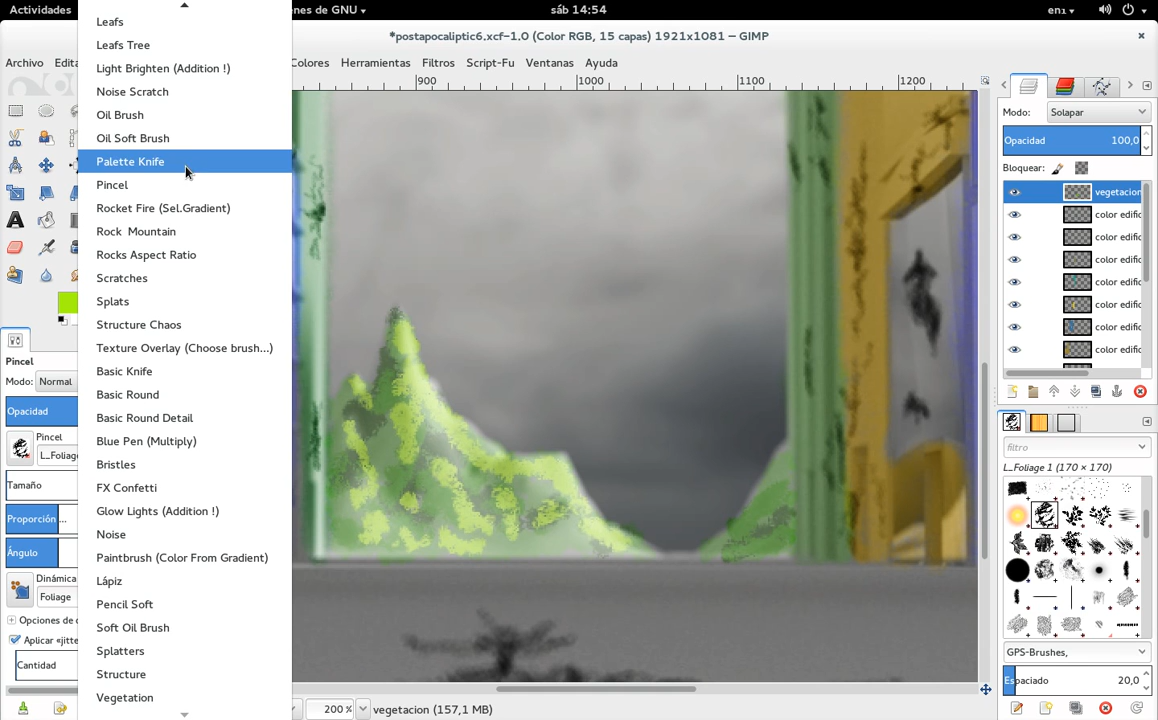 Actividades
ones de GNU
sáb 14:54
en₁
*postapocaliptic6.xcf-1.0 (Color RGB, 15 capas) 1921x1081 – GIMP
Archivo
Edita
Colores
Herramientas
Filtros
Script-Fu
Ventanas
Ayuda
900
1000
1100
1200
Leafs
Leafs Tree
Light Brighten (Addition !)
Noise Scratch
Oil Brush
Oil Soft Brush
Palette Knife
Pincel
Rocket Fire (Sel.Gradient)
Rock  Mountain
Rocks Aspect Ratio
Scratches
Splats
Structure Chaos
Texture Overlay (Choose brush...)
Basic Knife
Basic Round
Basic Round Detail
Blue Pen (Multiply)
Bristles
FX Confetti
Glow Lights (Addition !)
Noise
Paintbrush (Color From Gradient)
Lápiz
Pencil Soft
Soft Oil Brush
Splatters
Structure
Vegetation
Pincel
Modo: Normal
Opacidad
Pincel
L_Foliage
Tamaño
Proporción ...
Ángulo
Dinámica
Foliage
Opciones de d
Aplicar «jitte
Cantidad
200 %
vegetacion (157,1 MB)
Modo: Solapar
Opacidad 100,0
Bloquear:
vegetacion
color edific
color edific
color edific
color edific
color edific
color edific
color edific
filtro
L_Foliage 1 (170 × 170)
GPS-Brushes,
Espaciado 20,0